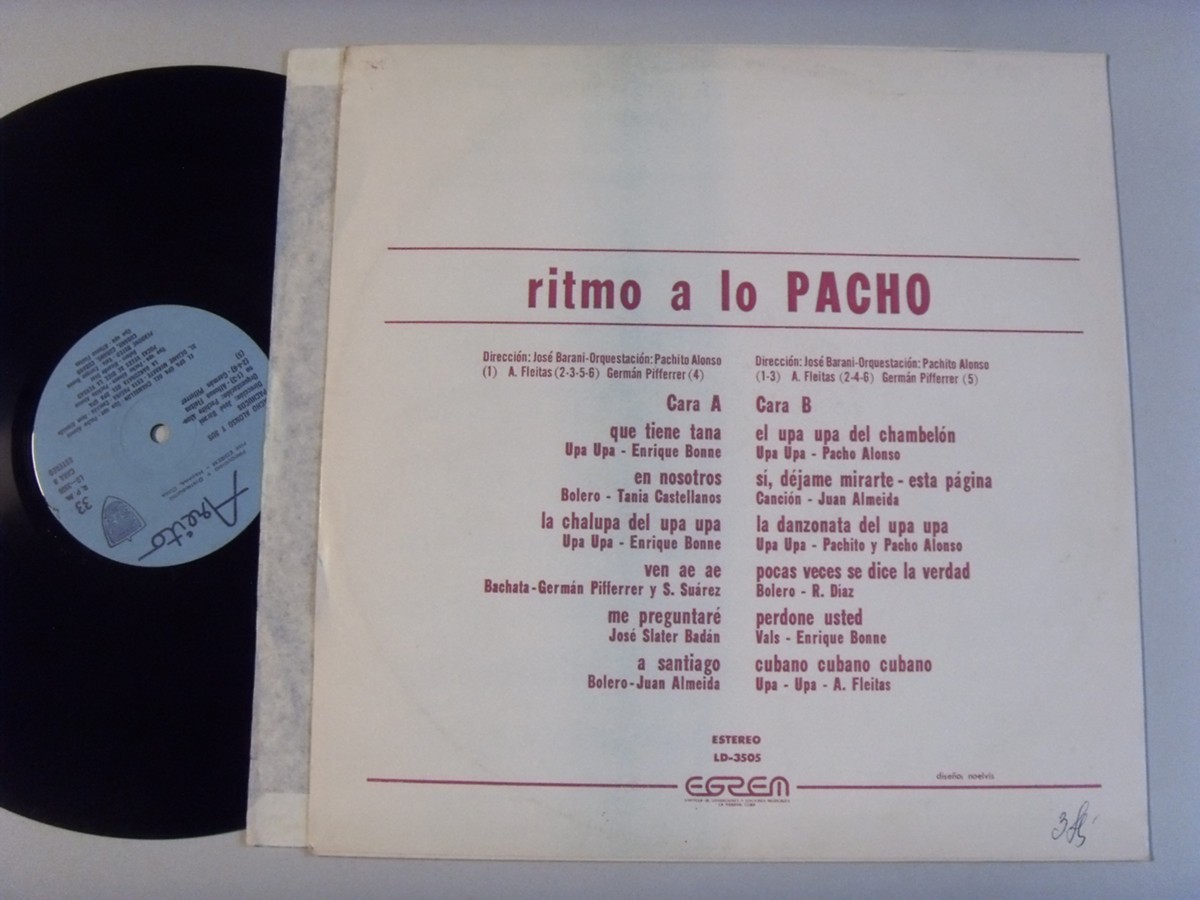 ritmo a lo PACHO
Dirección: José Barani-Orquestación: Pachito Alonso
(1) A. Fleitas (2-3-5-6) Germán Pifferrer (4)
Cara A
que tiene tana
Upa Upa - Enrique Bonne
en nosotros
Bolero - Tania Castellanos
la chalupa del upa upa
Upa Upa - Enrique Bonne
ven ae ae
Bachata-Germán Pifferrer y S. Suárez
me preguntaré
José Slater Badán
a santiago
Bolero-Juan Almeida
Dirección: José Barani-Orquestación: Pachito Alonso
(1-3) A. Fleitas (2-4-6) Germán Pifferrer (5)
Cara B
el upa upa del chambelón
Upa Upa - Pacho Alonso
sí, déjame mirarte - esta página
Canción - Juan Almeida
la danzonata del upa upa
Upa Upa - Pachito y Pacho Alonso
pocas veces se dice la verdad
Bolero - R. Díaz
perdone usted
Vals - Enrique Bonne
cubano cubano cubano
Upa - Upa - A. Fleitas
ESTEREO
LD-3505
EGREM
diseño: noelvis
Areito
33